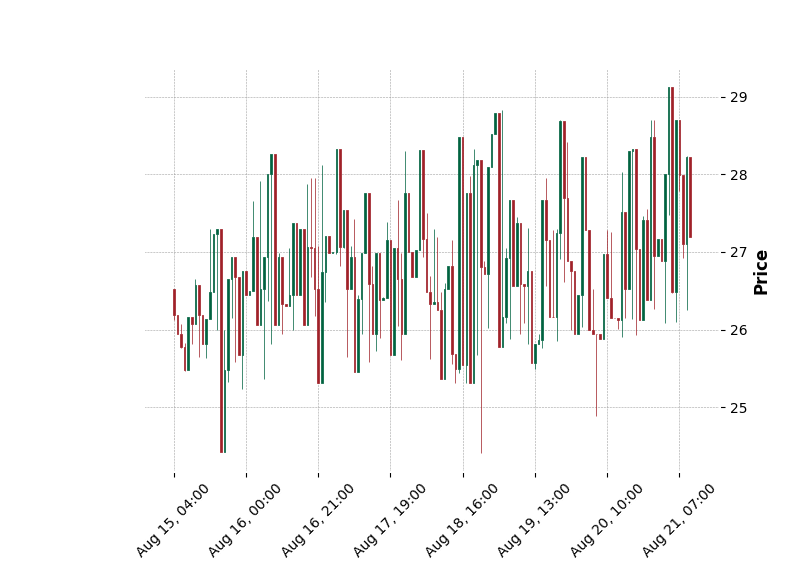 29
28
27
26
25
Price
Aug 15, 04:00
Aug 16, 00:00
Aug 16, 21:00
Aug 17, 19:00
Aug 18, 16:00
Aug 19, 13:00
Aug 20, 10:00
Aug 21, 07:00